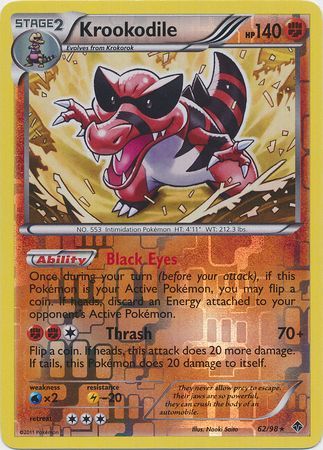 STAGE2 Krookodile HP140
Evolves from Krokorok
NO. 553 Intimidation Pokémon HT: 4'11" WT: 212.3 lbs.
Ability Black Eyes
Once during your turn (before your attack), if this
Pokémon is your Active Pokémon, you may flip a
coin. If heads, discard an Energy attached to your
opponent's Active Pokémon.
Thrash 70+
Flip a coin. If heads, this attack does 20 more damage.
If tails, this Pokémon does 20 damage to itself.
weakness resistance
×2 -20
retreat
They never allow prey to escape.
Their jaws are so powerful,
they can crush the body of an
automobile.
©2011 Pokémon Illus. Naoki Saito 62/98 ★